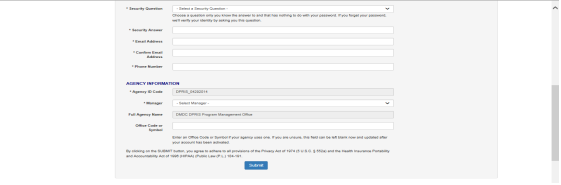 * Security Question
- Select a Security Question -
Choose a question only you know the answer to and that has nothing to do with your password. If you forget your password,
we'll verify your identity by asking you this question.
* Security Answer
* Email Address
* Confirm Email
Address
* Phone Number
AGENCY INFORMATION
* Agency ID Code
* Manager
- Select Manager -
Full Agency Name
DMDC DPRIS Program Management Office
Office Code or
Symbol
Enter an Office Code or Symbol if your agency uses one. If you are unsure, this field can be left blank now and updated after
your account has been activated.
By clicking on the SUBMIT button, you agree to adhere to all provisions of the Privacy Act of 1974 (5 U.S.C. § 552a) and the Health Insurance Portability
and Accountability Act of 1996 (HIPAA) (Public Law (P.L.) 104-191.
Submit